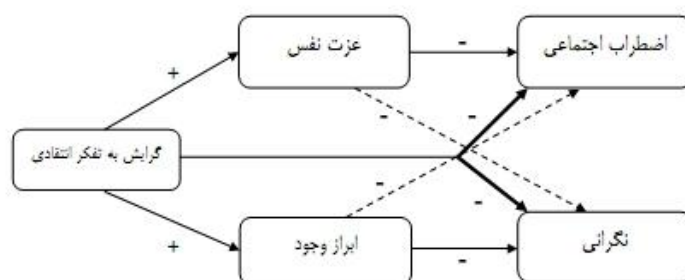 اضطراب اجتماعی
عزت نفس
گرایش به تفکر انتقادی
نگرانی
ابراز وجود
+
+
-
-
-
-
-
-